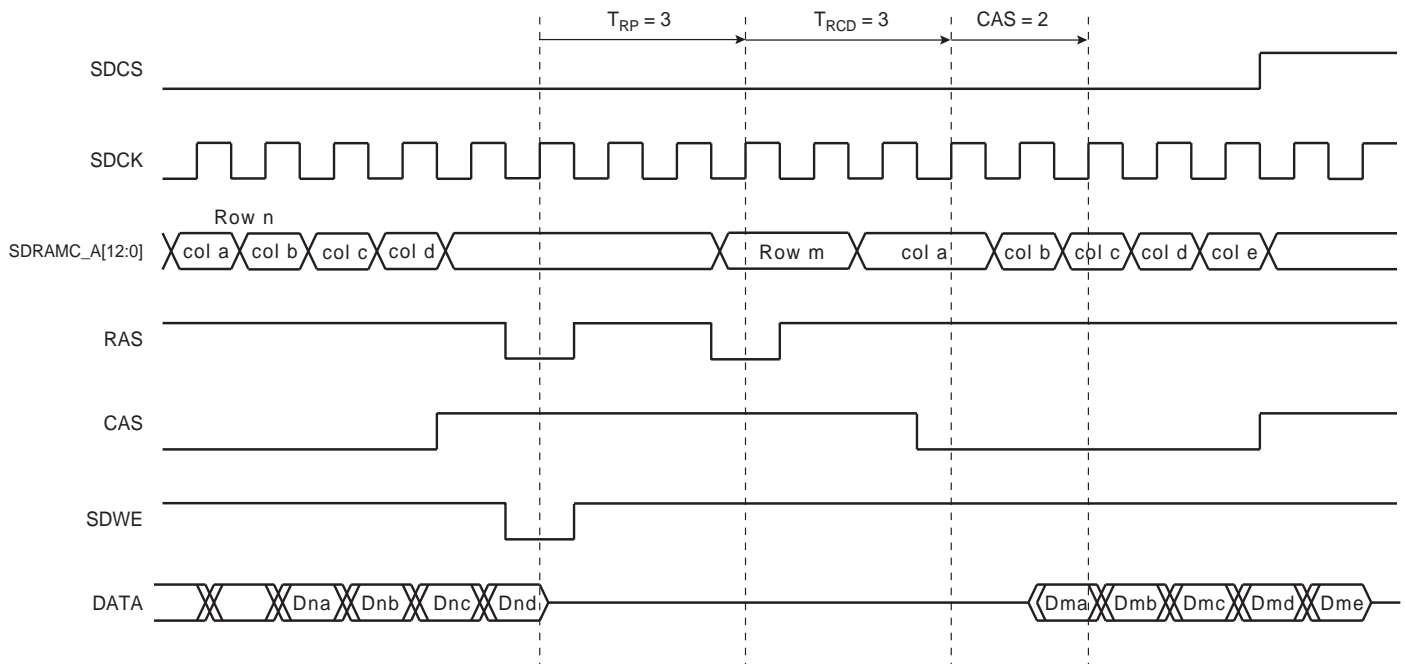 T_RP = 3 T_RCD = 3 CAS = 2
SDCS
SDCK
Row n
SDRAMC_A[12:0] col a col b col c col d Row m col a col b col c col d col e
RAS
CAS
SDWE
DATA Dna Dnb Dnc Dnd Dma Dmb Dmc Dmd Dme